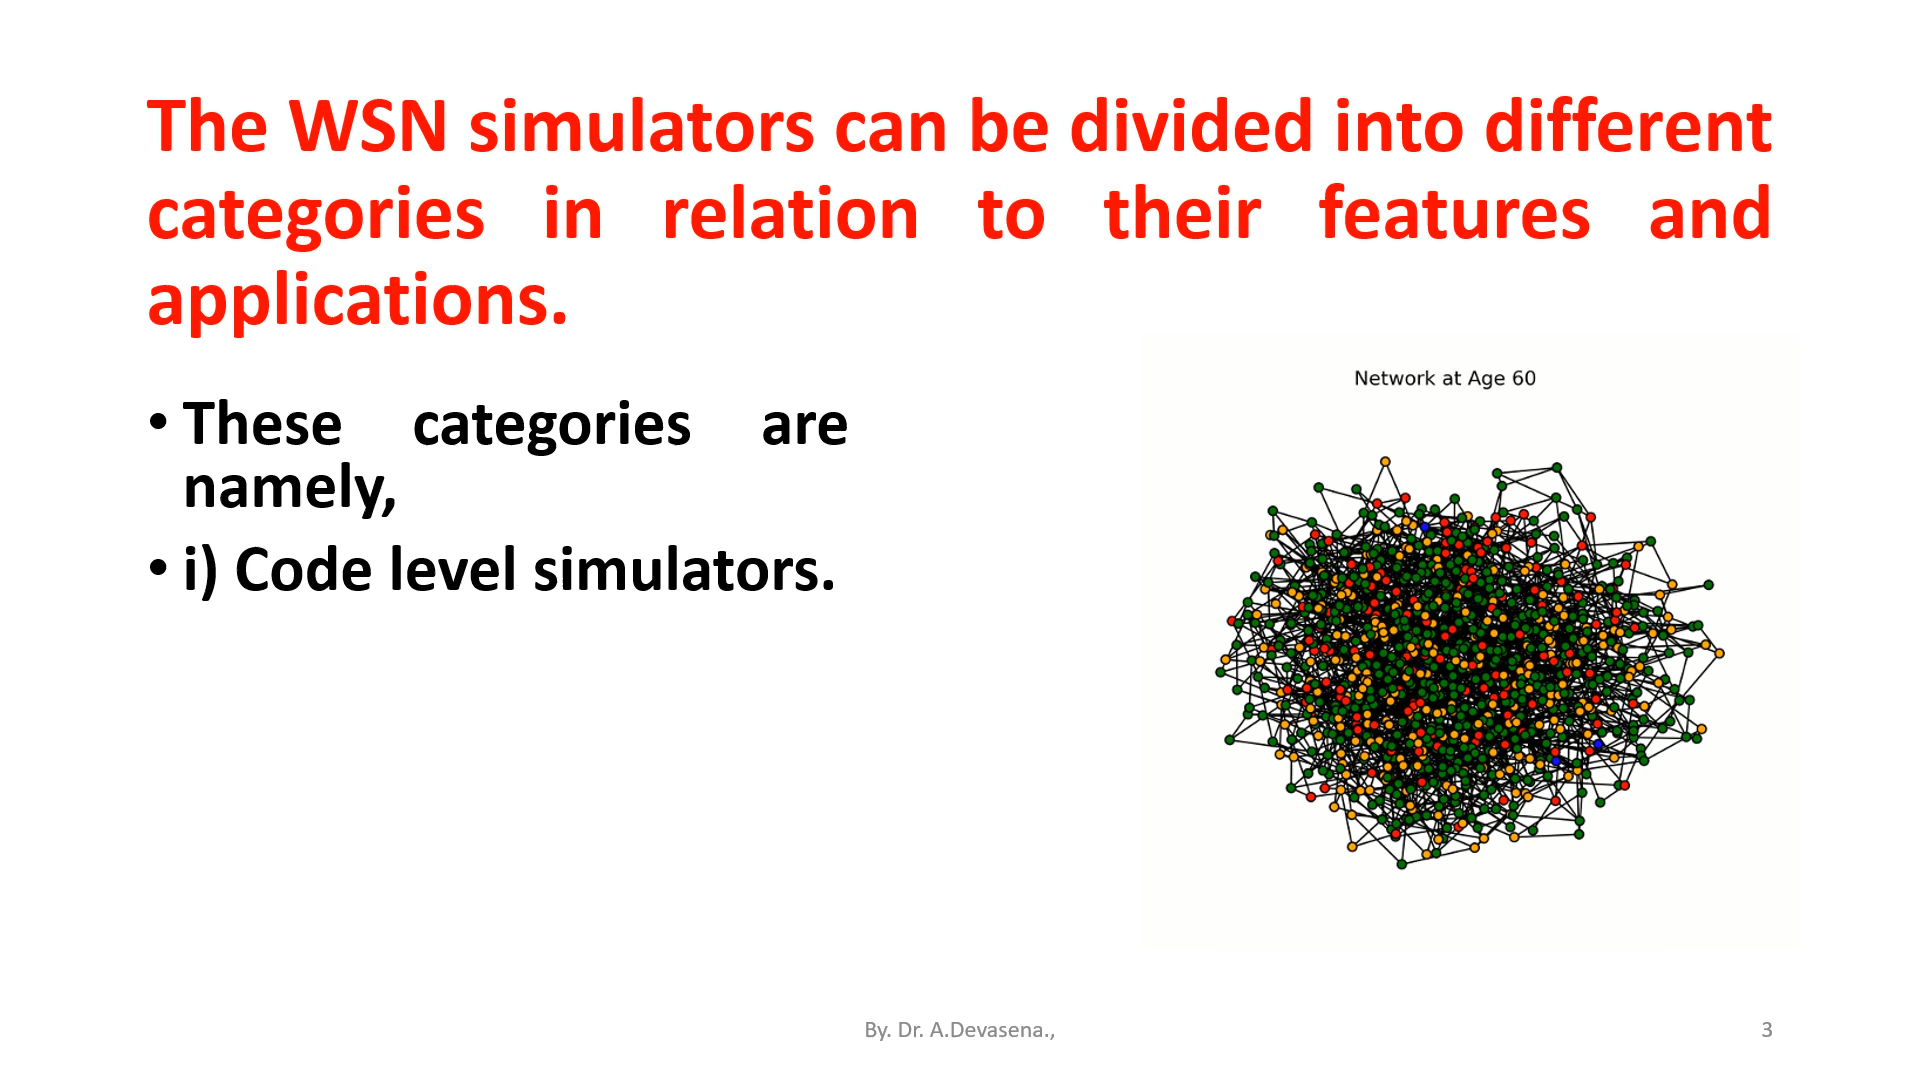 The WSN simulators can be divided into different
categories in relation to their features and
applications.
• These categories are
namely,
• i) Code level simulators.
Network at Age 60
By. Dr. A.Devasena.,
3